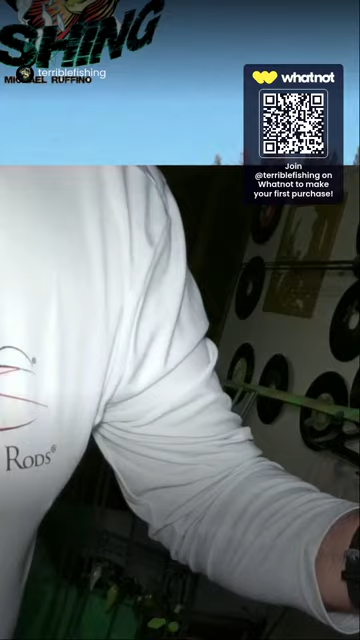 SHING
terriblefishing
MICHAEL RUFFINO
whatnot
Join
@terriblefishing on
Whatnot to make
your first purchase!
RODS®